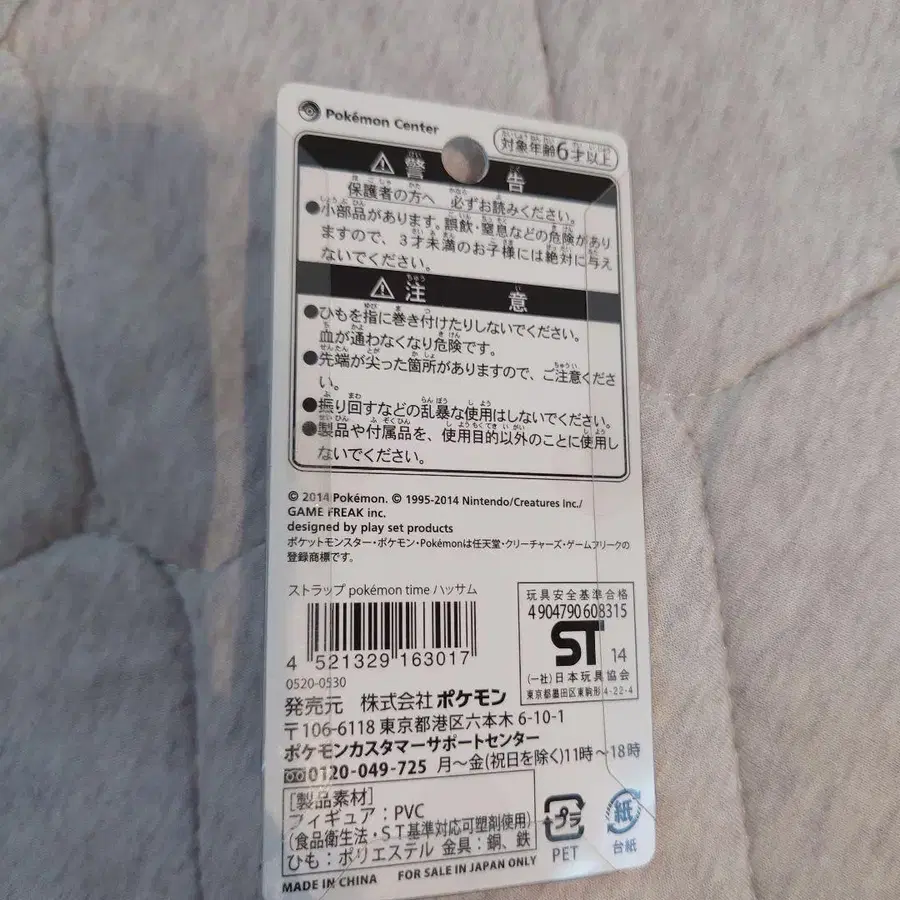 Pokémon Center
対象年齢6才以上
警告
保護者の方へ 必ずお読みください。
●小部品があります。誤飲・窒息などの危険があり
ますので、3才未満のお子様には絶対に与え
ないでください。
注意
●ひもを指に巻き付けたりしないでください。
血が通わなくなり危険です。
●先端が尖った箇所がありますので、ご注意くださ
い。
●振り回すなどの乱暴な使用はしないでください。
●製品や付属品を、使用目的以外のことに使用し
ないでください。
© 2014 Pokémon. © 1995-2014 Nintendo/Creatures inc./
GAME FREAK inc.
designed by play set products
ポケットモンスター・ポケモン・Pokémonは任天堂・クリーチャーズ・ゲームフリークの
登録商標です。
ストラップ pokémon time ハッサム
4 521329 163017
0520-0530
玩具安全基準合格
4904790608315
ST 14
(一社)日本玩具協会
東京都墨田区東駒形4-22-4
発売元 株式会社ポケモン
〒106-6118 東京都港区六本木 6-10-1
ポケモンカスタマーサポートセンター
0120-049-725 月～金(祝日を除く)11時～18時
[製品素材]
フィギュア:PVC
(食品衛生法・ST基準対応可塑剤使用)
ひも:ポリエステル 金具:銅、鉄
プラ
PET
紙
台紙
MADE IN CHINA FOR SALE IN JAPAN ONLY